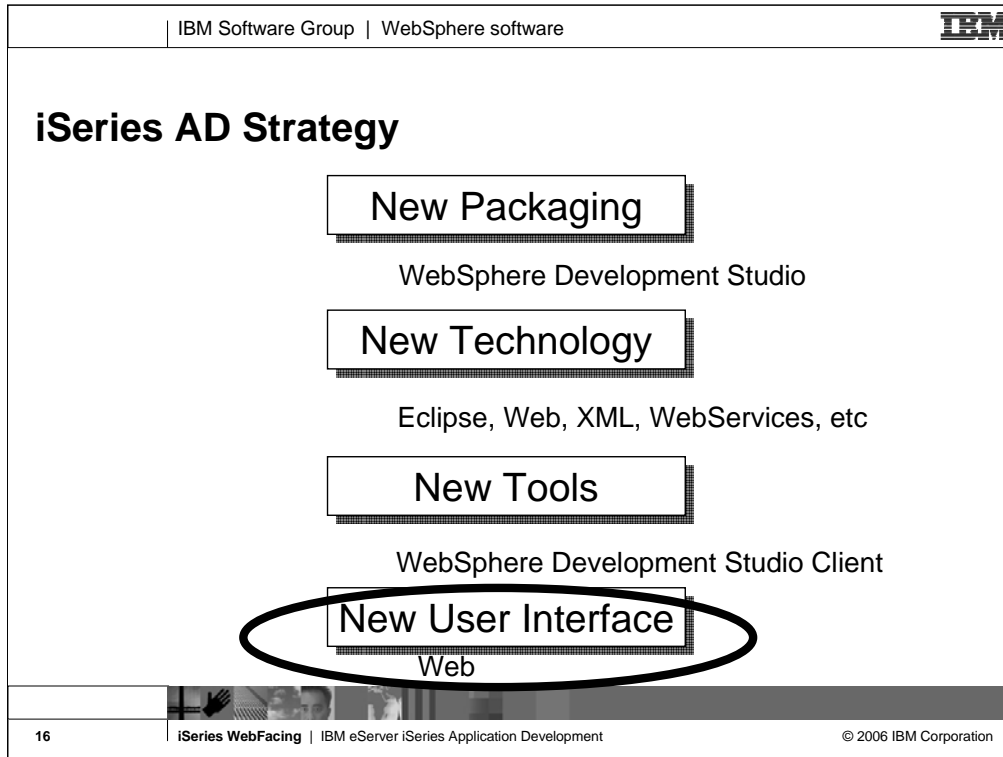 IBM Software Group | WebSphere software
IBM
iSeries AD Strategy
New Packaging
WebSphere Development Studio
New Technology
Eclipse, Web, XML, WebServices, etc
New Tools
WebSphere Development Studio Client
New User Interface
Web
16
iSeries WebFacing | IBM eServer iSeries Application Development
© 2006 IBM Corporation